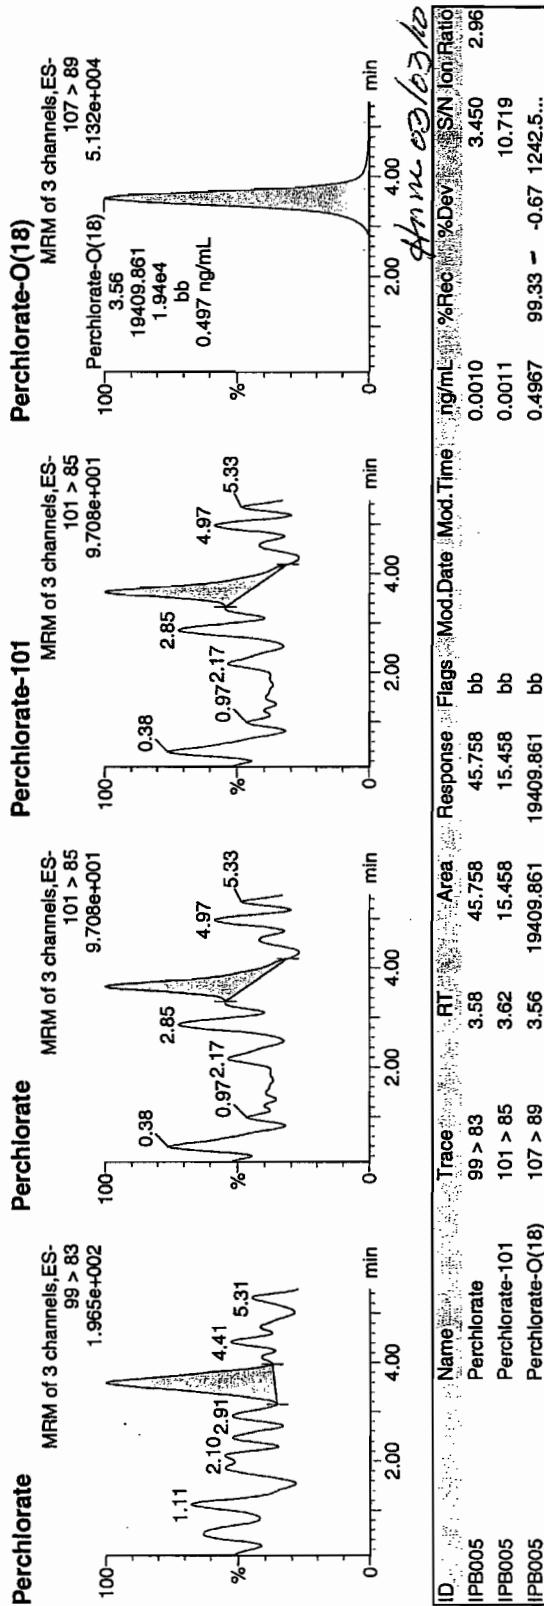 Perchlorate
MRM of 3 channels,ES-
99 > 83
1.965e+002
100
%
0
1.11
2.10
2.91
4.41
5.31
2.00
4.00
min
Perchlorate
MRM of 3 channels,ES-
101 > 85
9.708e+001
100
%
0
0.38
0.97
2.17
2.85
4.97
5.33
2.00
4.00
min
Perchlorate-101
MRM of 3 channels,ES-
101 > 85
9.708e+001
100
%
0
0.38
0.97
2.17
2.85
4.97
5.33
2.00
4.00
min
Perchlorate-O(18)
MRM of 3 channels,ES-
107 > 89
5.132e+004
100
%
0
Perchlorate-O(18)
3.56
19409.861
1.94e4
bb
0.497 ng/mL
2.00
4.00
min
03/03/10
ID Name Trace RT Area Response Flags Mod.Date Mod.Time ng/mL %Rec %Dev S/N Ion Ratio
IPB005 Perchlorate 99 > 83 3.58 45.758 45.758 bb 0.0010 3.450 2.96
IPB005 Perchlorate-101 101 > 85 3.62 15.458 15.458 bb 0.0011 10.719
IPB005 Perchlorate-O(18) 107 > 89 3.56 19409.861 19409.861 bb 0.4967 99.33 -0.67 1242.5...